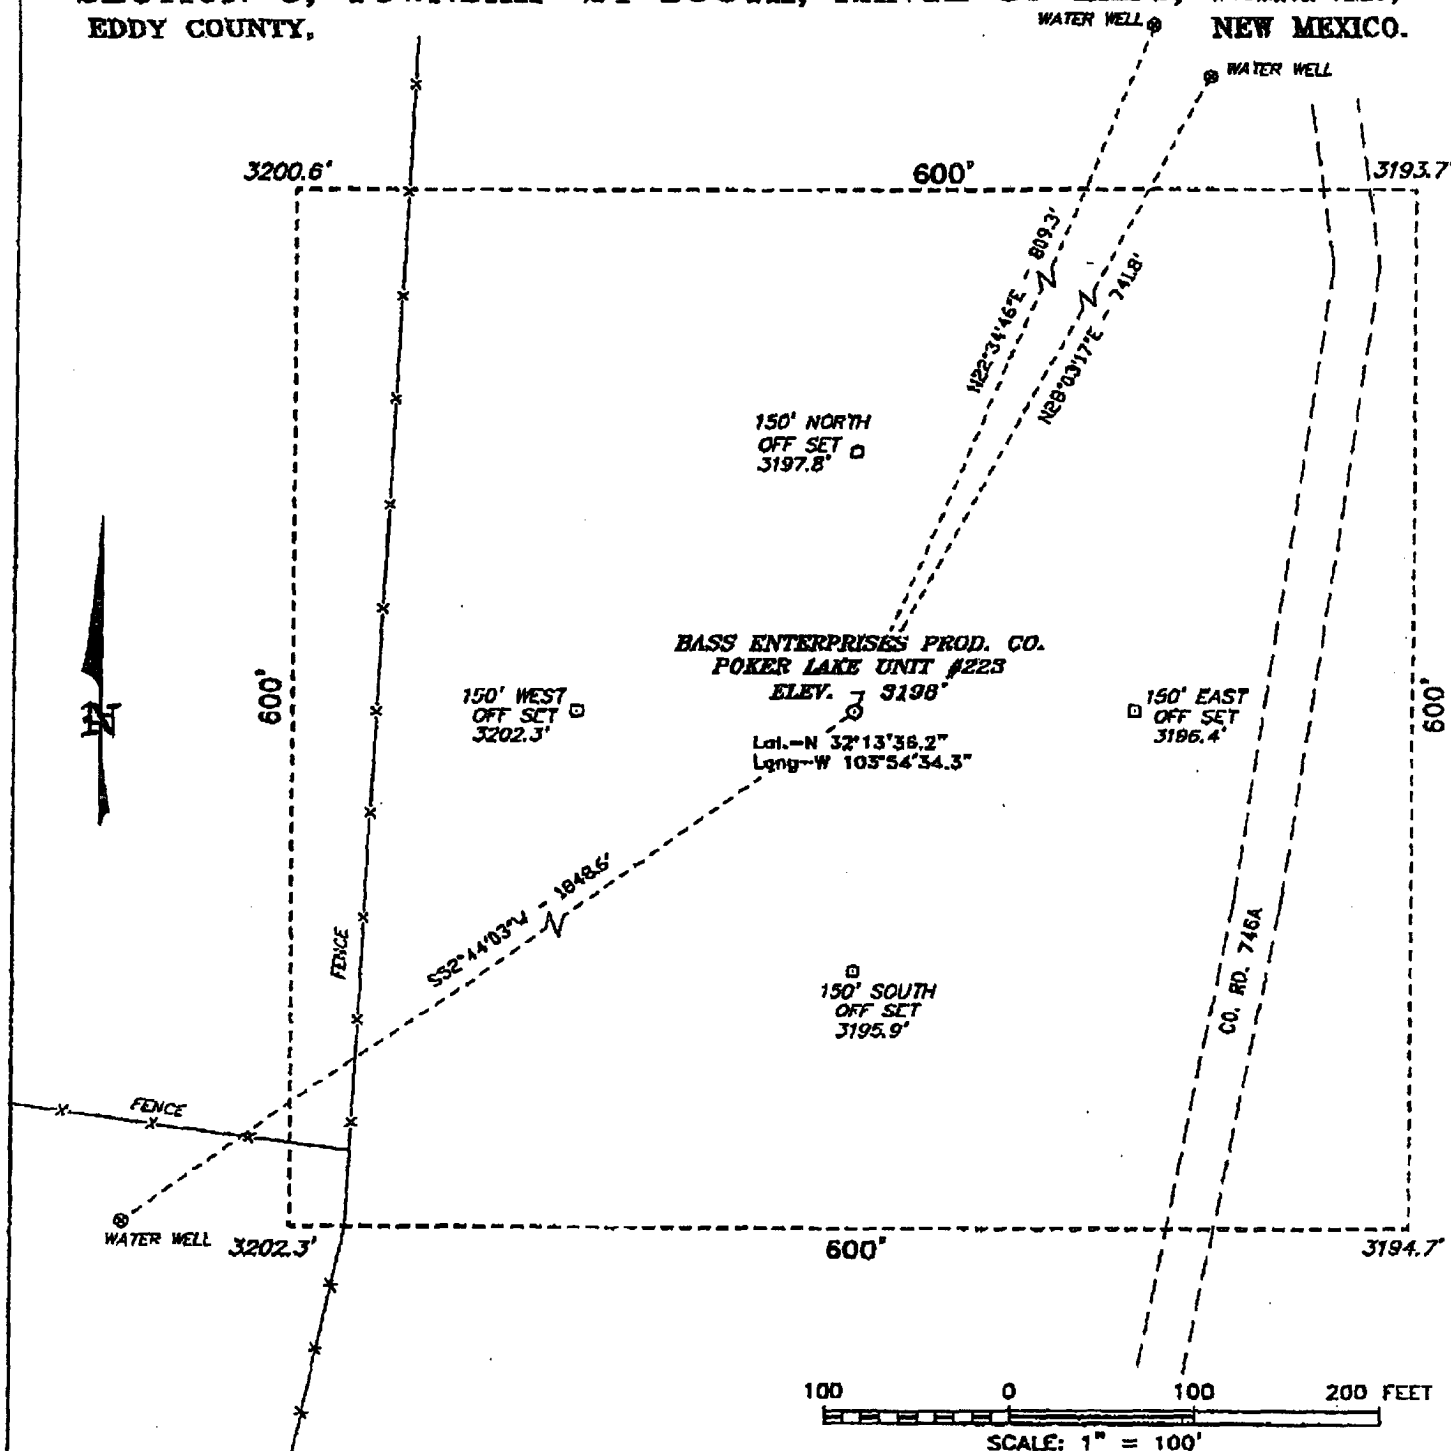 EDDY COUNTY,
NEW MEXICO.
WATER WELL
WATER WELL
3200.6'
600'
3193.7'
N22°34'46"E - 809.3'
N28°03'17"E - 741.8'
150' NORTH
OFF SET
3197.8'
BASS ENTERPRISES PROD. CO.
POKER LAKE UNIT #223
ELEV. - 3198'
Lat.-N 32°13'36.2"
Long-W 103°54'34.3"
600'
150' WEST
OFF SET
3202.3'
150' EAST
OFF SET
3196.4'
600'
S52°44'03"W - 1848.6'
FENCE
150' SOUTH
OFF SET
3195.9'
CO. RD. 746A
FENCE
WATER WELL
3202.3'
600'
3194.7'
100 0 100 200 FEET
SCALE: 1" = 100'